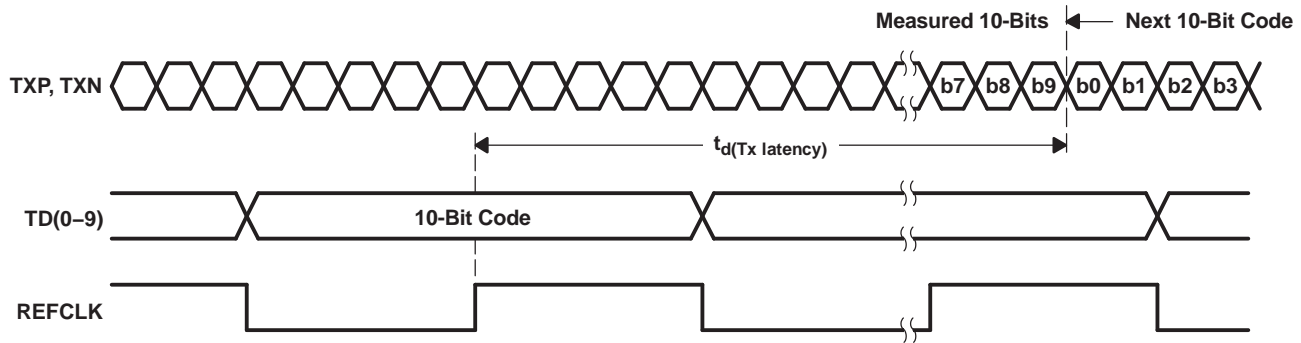 Measured 10-Bits
Next 10-Bit Code
TXP, TXN
b7 b8 b9 b0 b1 b2 b3
td(Tx latency)
TD(0–9)
10-Bit Code
REFCLK